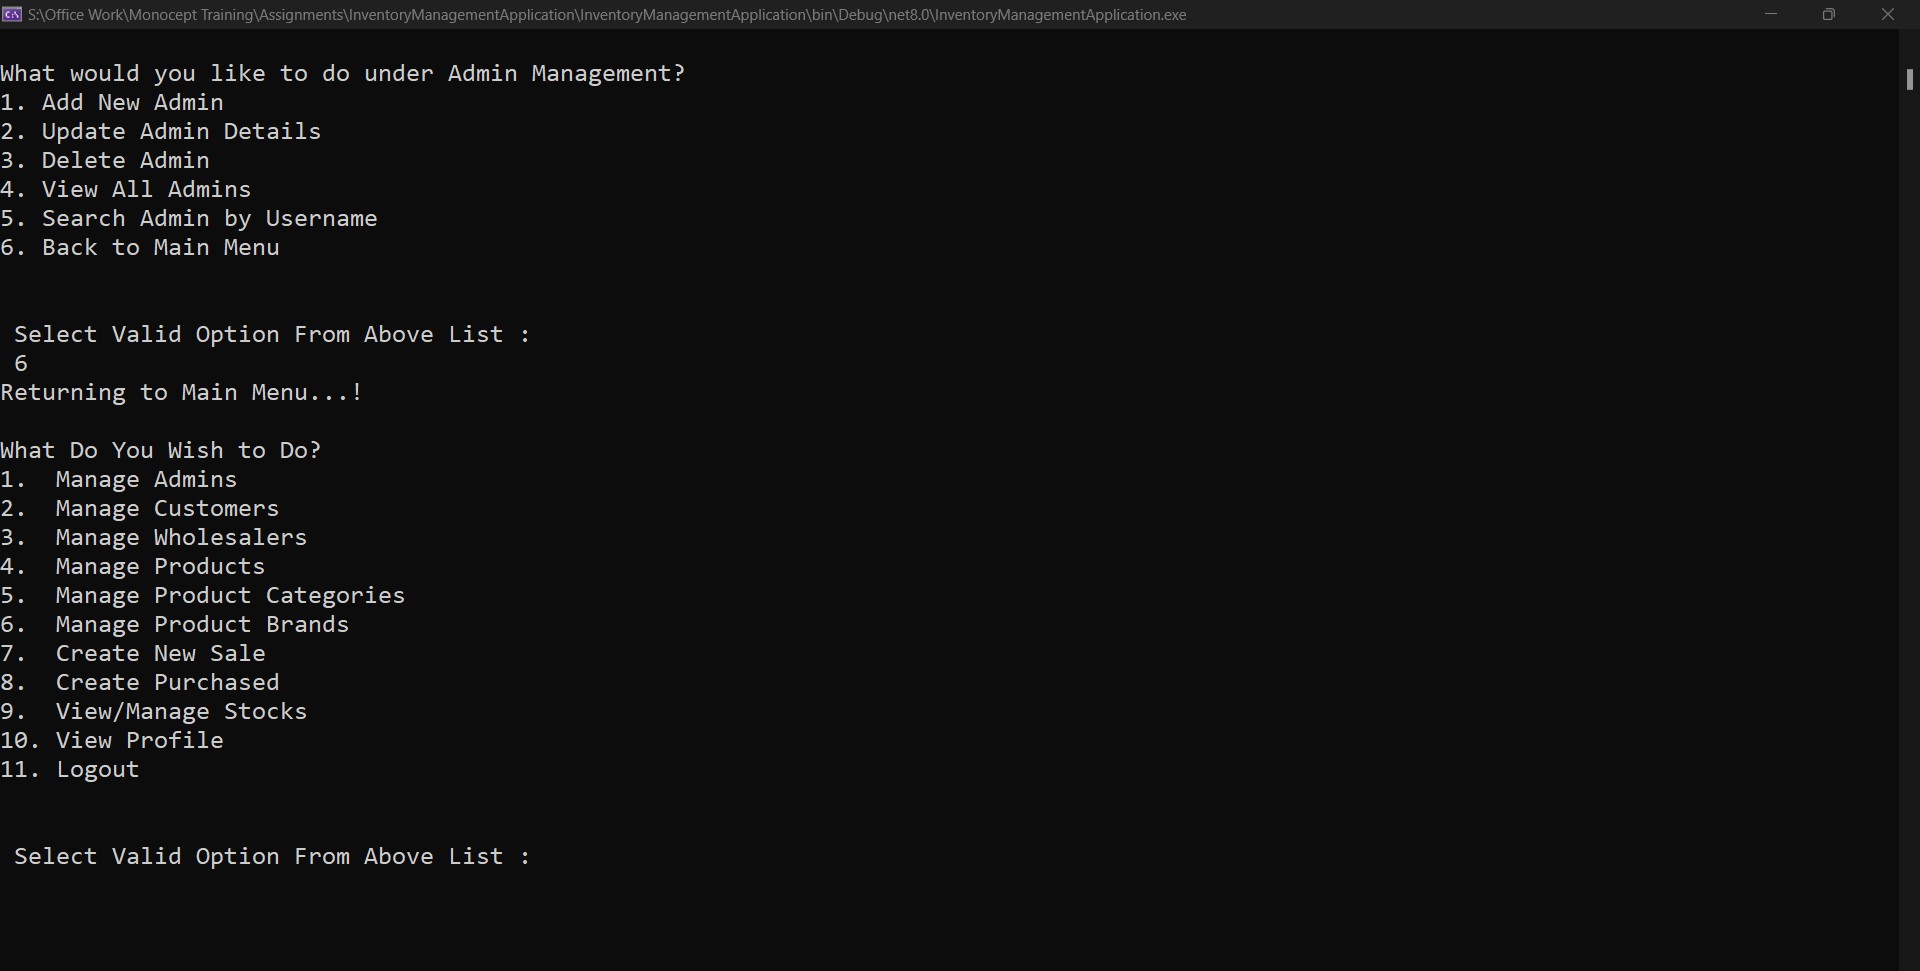 S:\Office Work\Monocept Training\Assignments\InventoryManagementApplication\InventoryManagementApplication\bin\Debug\net8.0\InventoryManagementApplication.exe
What would you like to do under Admin Management?
1. Add New Admin
2. Update Admin Details
3. Delete Admin
4. View All Admins
5. Search Admin by Username
6. Back to Main Menu
Select Valid Option From Above List :
6
Returning to Main Menu...!
What Do You Wish to Do?
1.  Manage Admins
2.  Manage Customers
3.  Manage Wholesalers
4.  Manage Products
5.  Manage Product Categories
6.  Manage Product Brands
7.  Create New Sale
8.  Create Purchased
9.  View/Manage Stocks
10. View Profile
11. Logout
Select Valid Option From Above List :